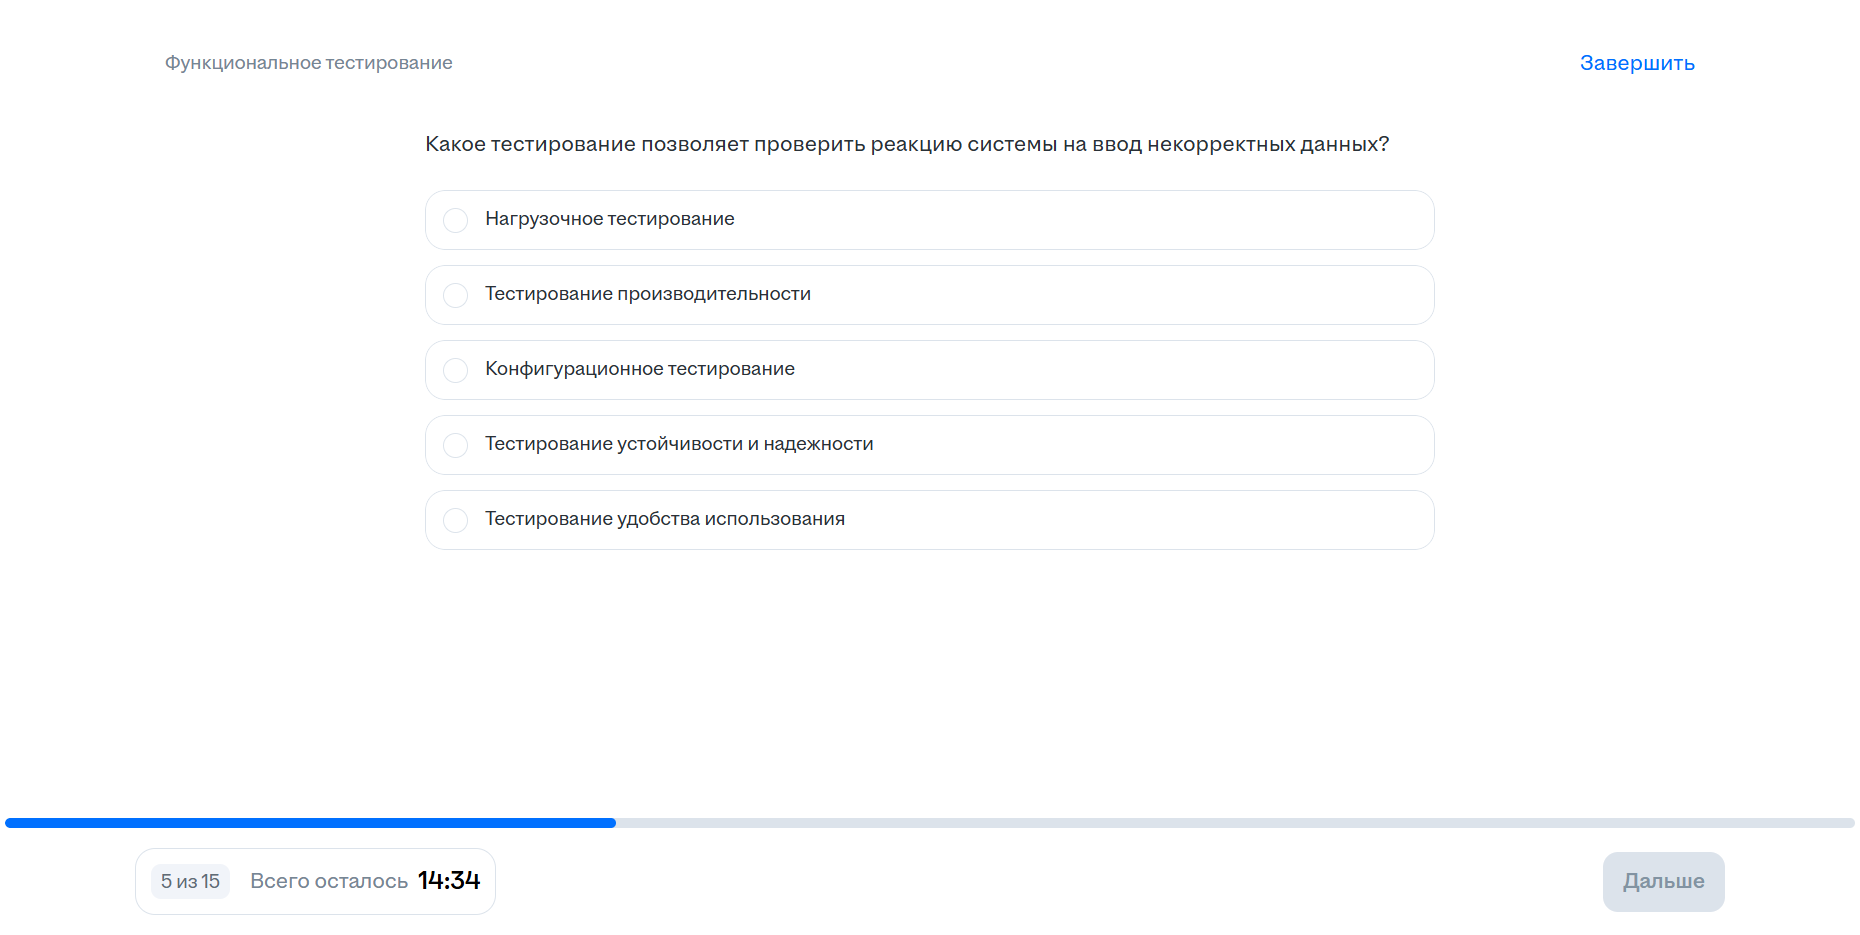 Функциональное тестирование
Завершить
Какое тестирование позволяет проверить реакцию системы на ввод некорректных данных?
Нагрузочное тестирование
Тестирование производительности
Конфигурационное тестирование
Тестирование устойчивости и надежности
Тестирование удобства использования
5 из 15 Всего осталось 14:34
Дальше